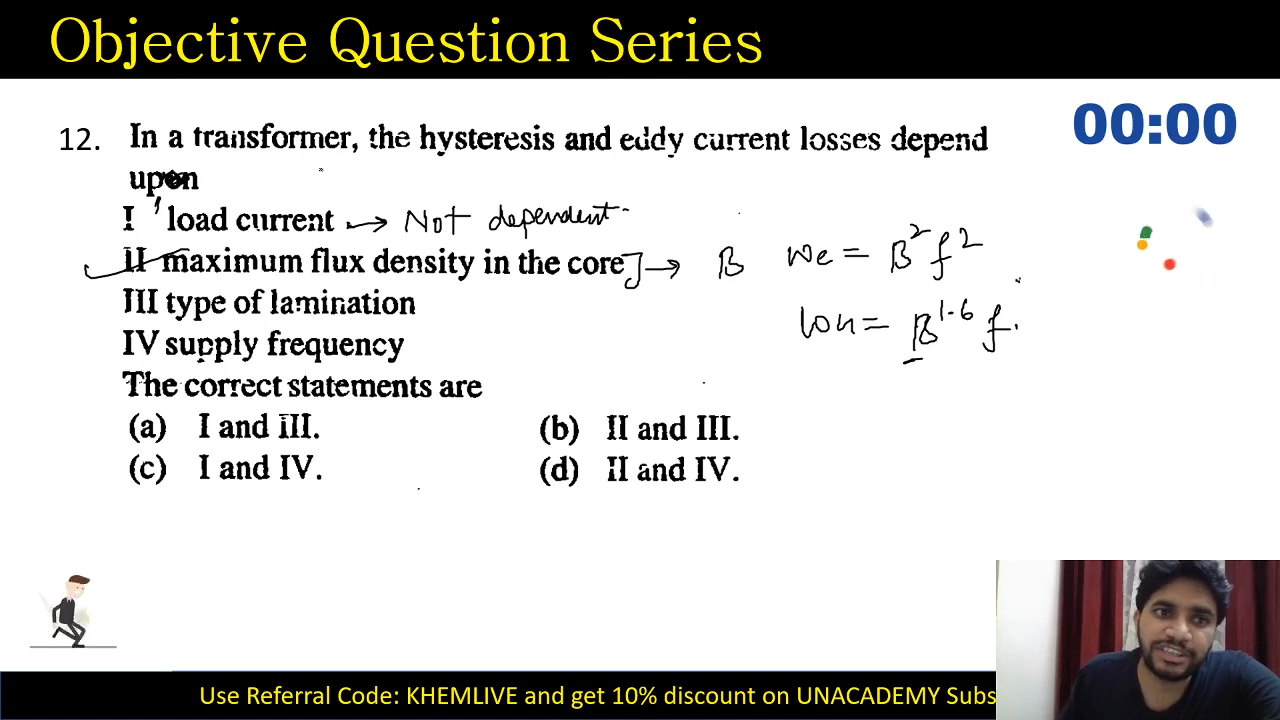 Objective Question Series
00:00
12. In a transformer, the hysteresis and eddy current losses depend
upon
I load current → Not dependent
II maximum flux density in the core → B We = B² f²
III type of lamination Wh = B^1.6 f.
IV supply frequency
The correct statements are
(a) I and III. (b) II and III.
(c) I and IV. (d) II and IV.
Use Referral Code: KHEMLIVE and get 10% discount on UNACADEMY Subs